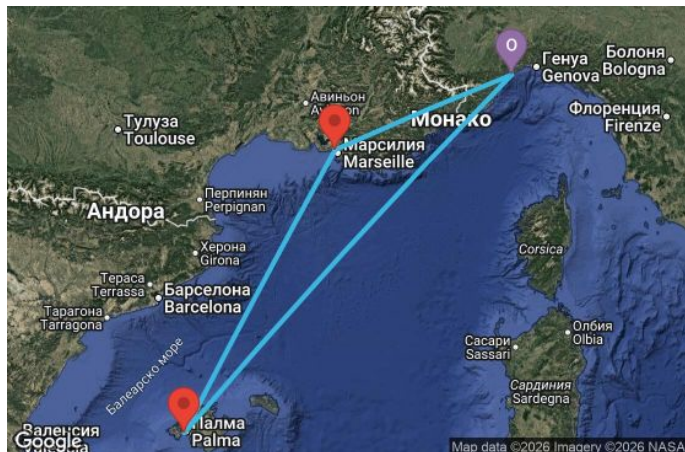 O
Генуа
Genova
Болоня
Bologna
Авиньон
Монако
Флоренция
Firenze
Тулуза
Toulouse
Марсилия
Marseille
Перпинян
Perpignan
Андора
Corsica
Херона
Girona
Тераса
Terrassa
Барселона
Barcelona
Тарагона
Tarragona
Олбия
Olbia
Сасари
Sassari
Балеарско море
Сардиния
Sardegna
Палма
Palma
Валенсия
Google
Map data ©2026 Imagery ©2026 NASA